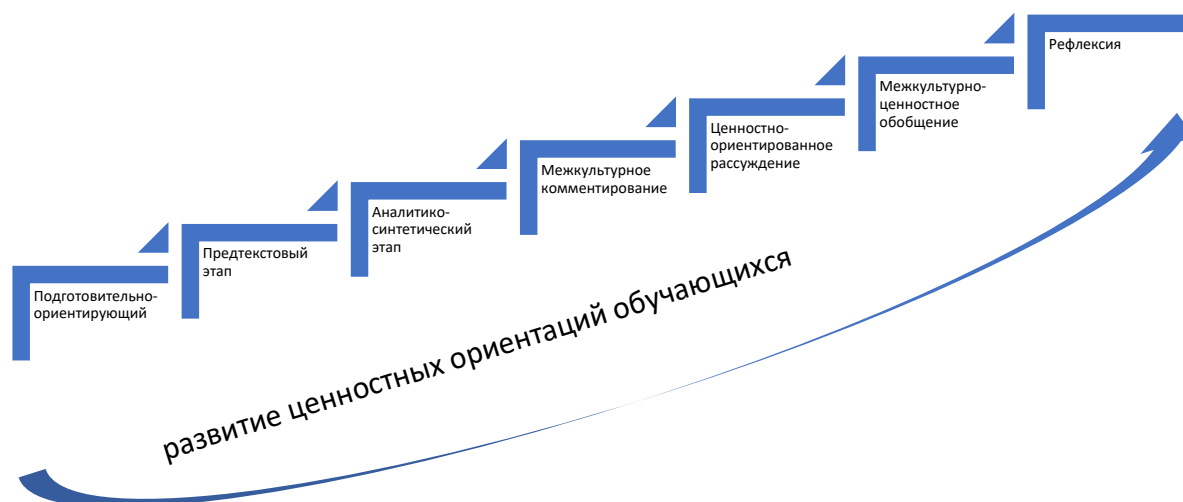 Подготовительно-
ориентирующий
Предтекстовый
этап
Аналитико-
синтетический
этап
Межкультурное
комментирование
Ценностно-
ориентированное
рассуждение
Межкультурно-
ценностное
обобщение
Рефлексия
развитие ценностных ориентаций обучающихся